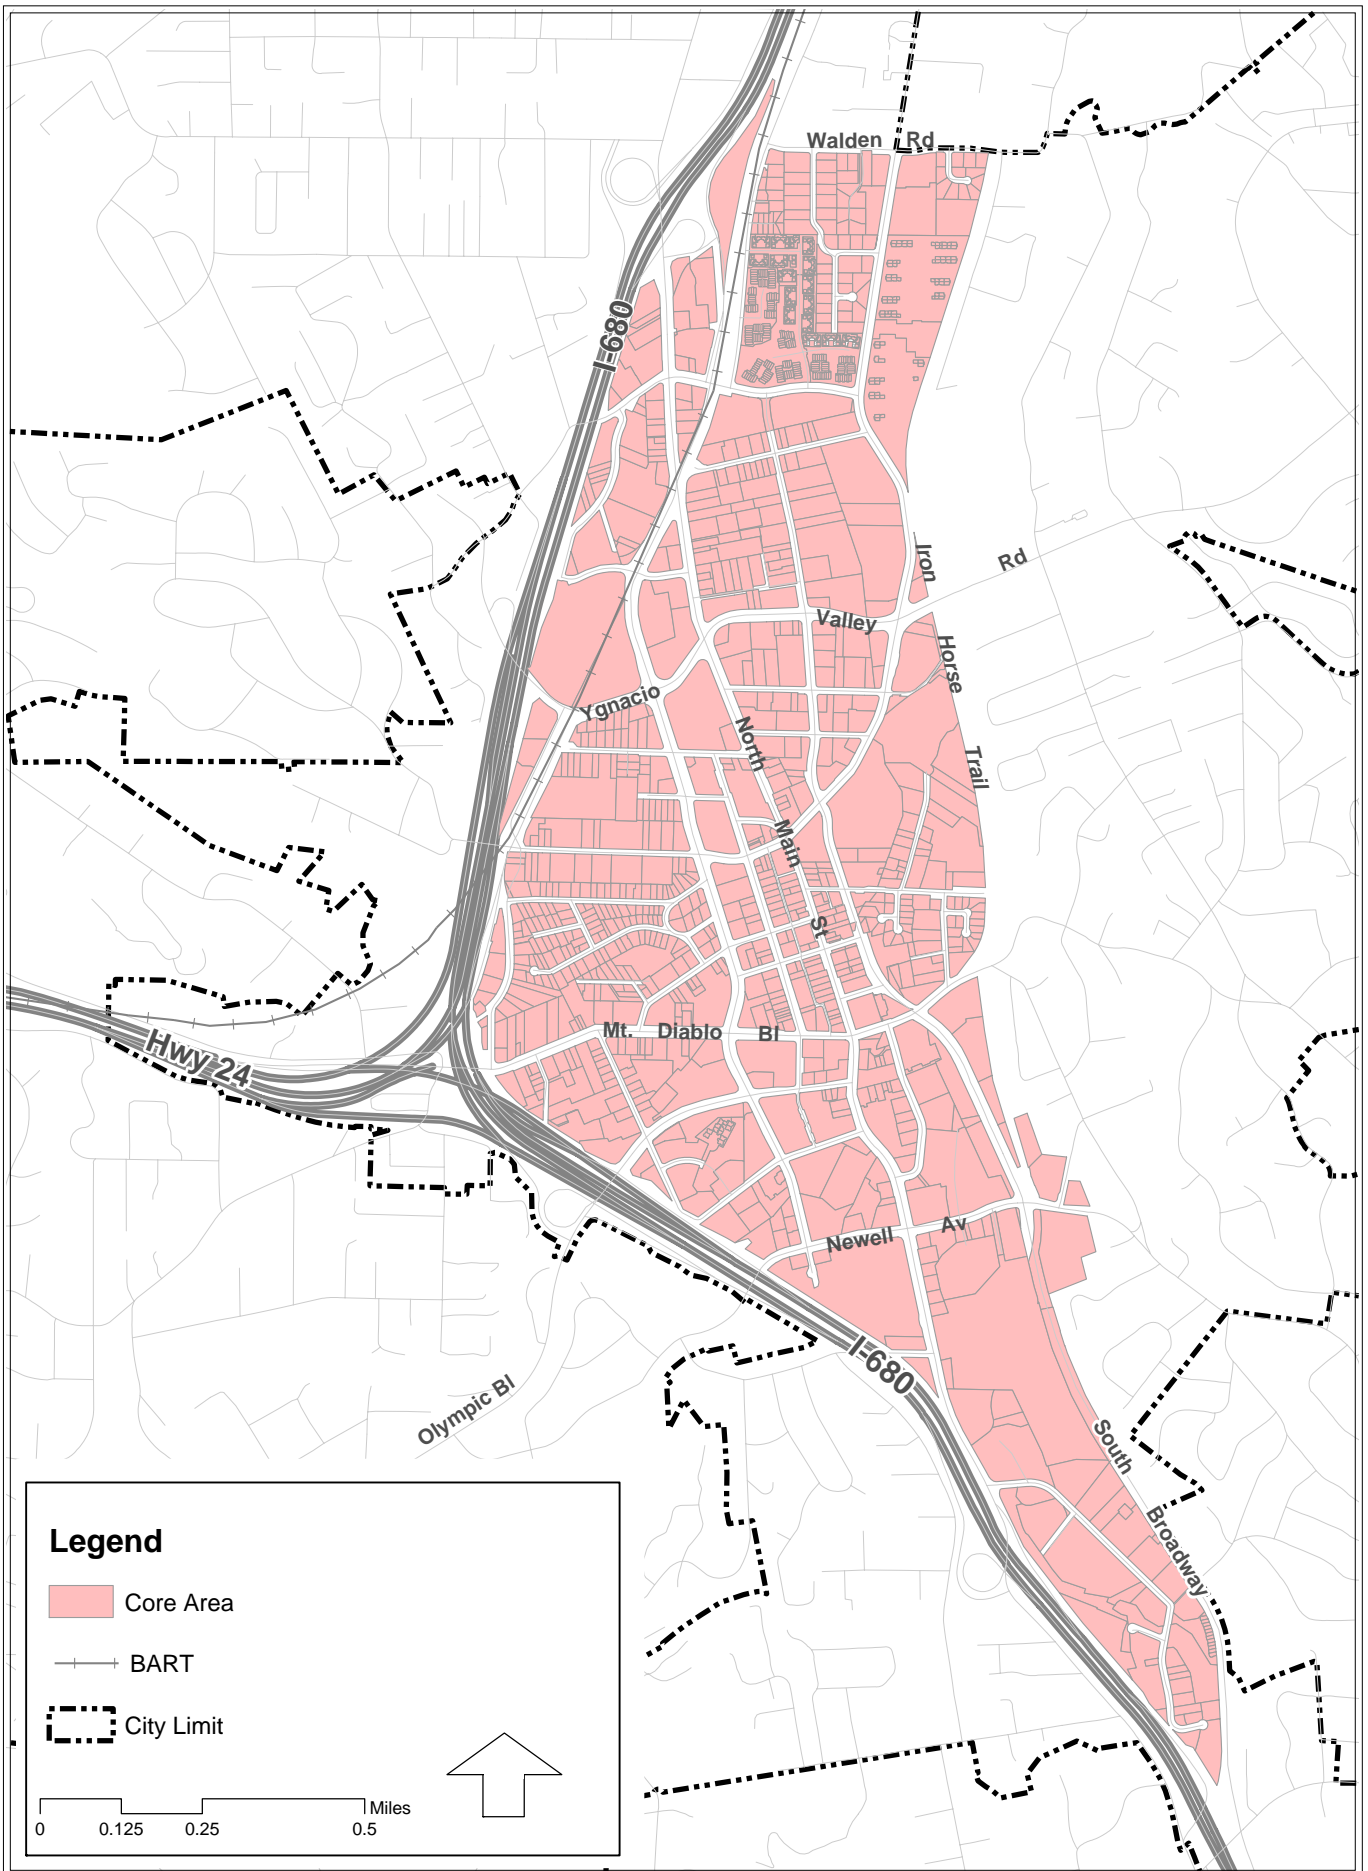 Walden Rd
I-680
Iron
Rd
Valley
Horse
Ygnacio
North
Trail
Main
St
Mt. Diablo Bl
Hwy 24
Newell Av
I-680
Olympic Bl
South
Broadway
Legend
Core Area
BART
City Limit
Miles
0 0.125 0.25 0.5